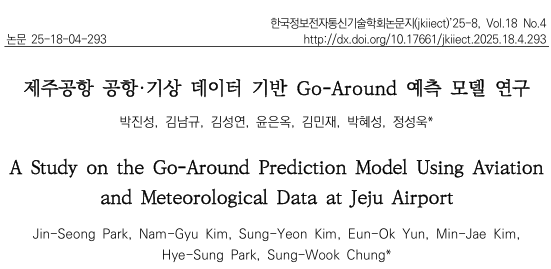 한국정보전자통신기술학회논문지(jkiiect)'25-8, Vol.18 No.4
논문 25-18-04-293 http://dx.doi.org/10.17661/jkiiect.2025.18.4.293
제주공항 공항·기상 데이터 기반 Go-Around 예측 모델 연구
박진성, 김남규, 김성연, 윤은옥, 김민재, 박혜성, 정성욱*
A Study on the Go-Around Prediction Model Using Aviation
and Meteorological Data at Jeju Airport
Jin-Seong Park, Nam-Gyu Kim, Sung-Yeon Kim, Eun-Ok Yun, Min-Jae Kim,
Hye-Sung Park, Sung-Wook Chung*